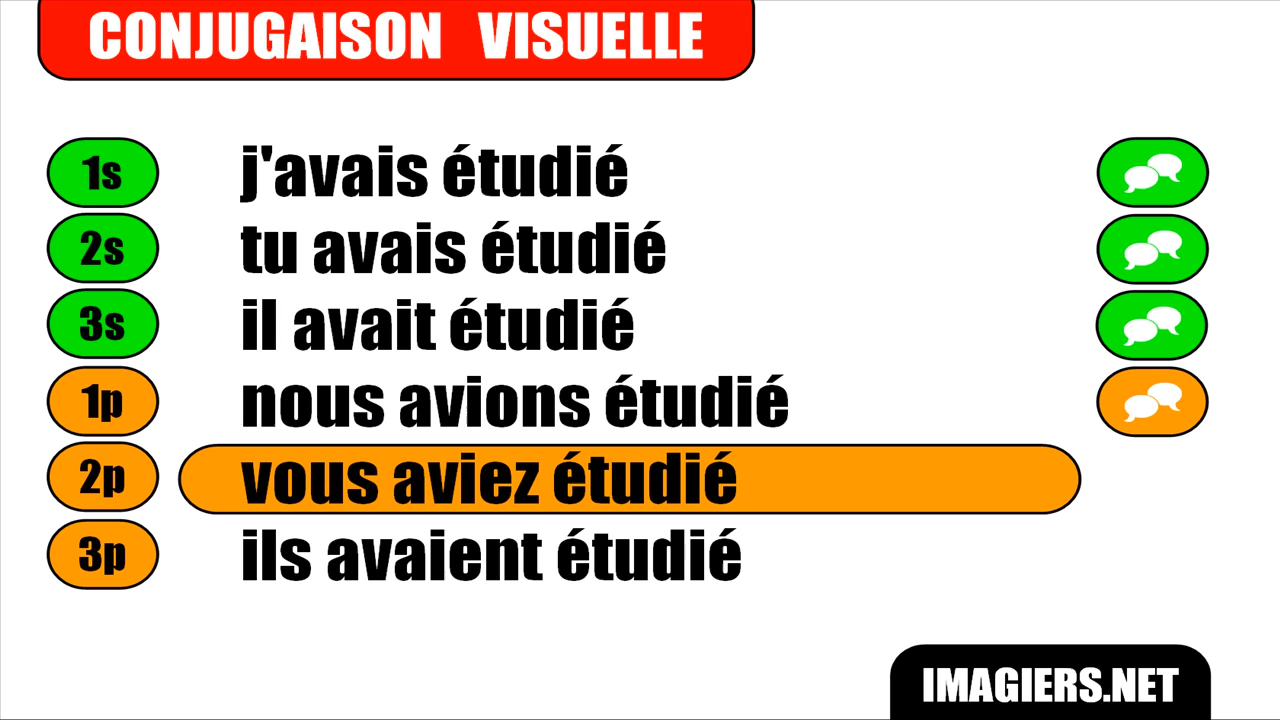 CONJUGAISON VISUELLE
1s j'avais étudié
2s tu avais étudié
3s il avait étudié
1p nous avions étudié
2p vous aviez étudié
3p ils avaient étudié
IMAGIERS.NET